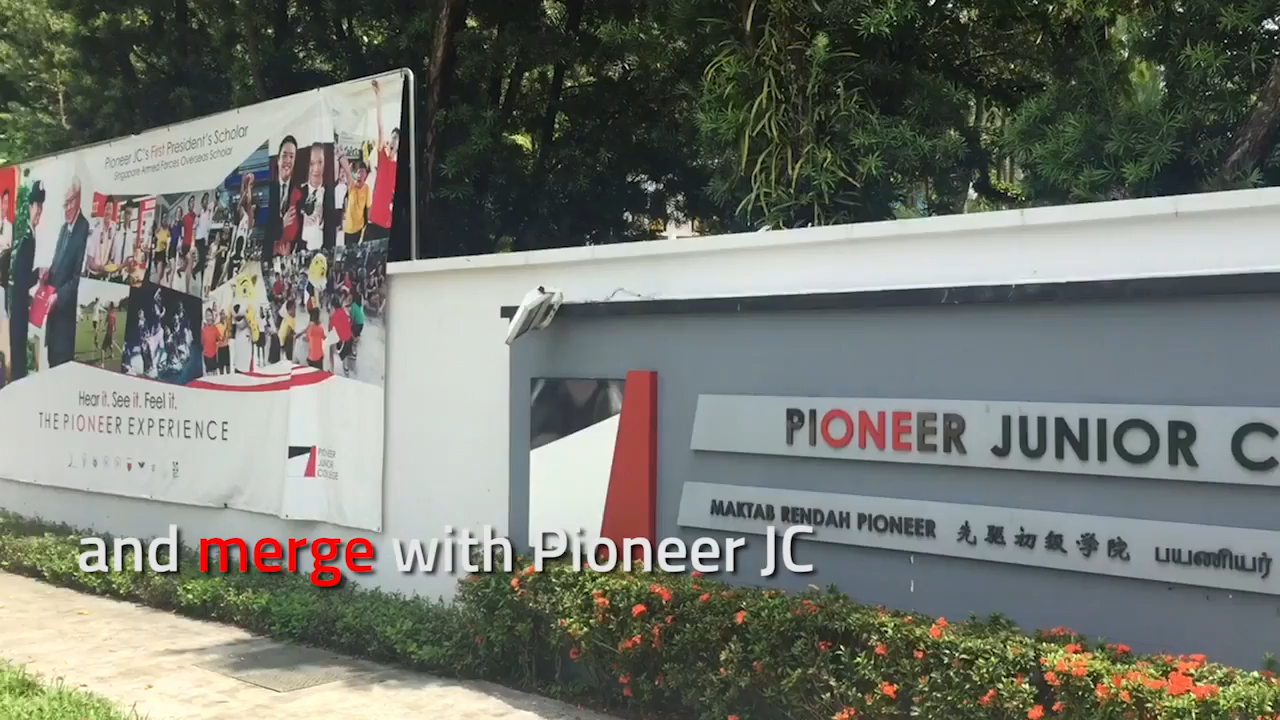 Pioneer JC's First President's Scholar
Singapore Armed Forces Overseas Scholar
Hear it. See it. Feel it.
THE PIONEER EXPERIENCE
PIONEER
JUNIOR
COLLEGE
PIONEER JUNIOR C
MAKTAB RENDAH PIONEER 先驱初级学院 பயணியர்
and merge with Pioneer JC